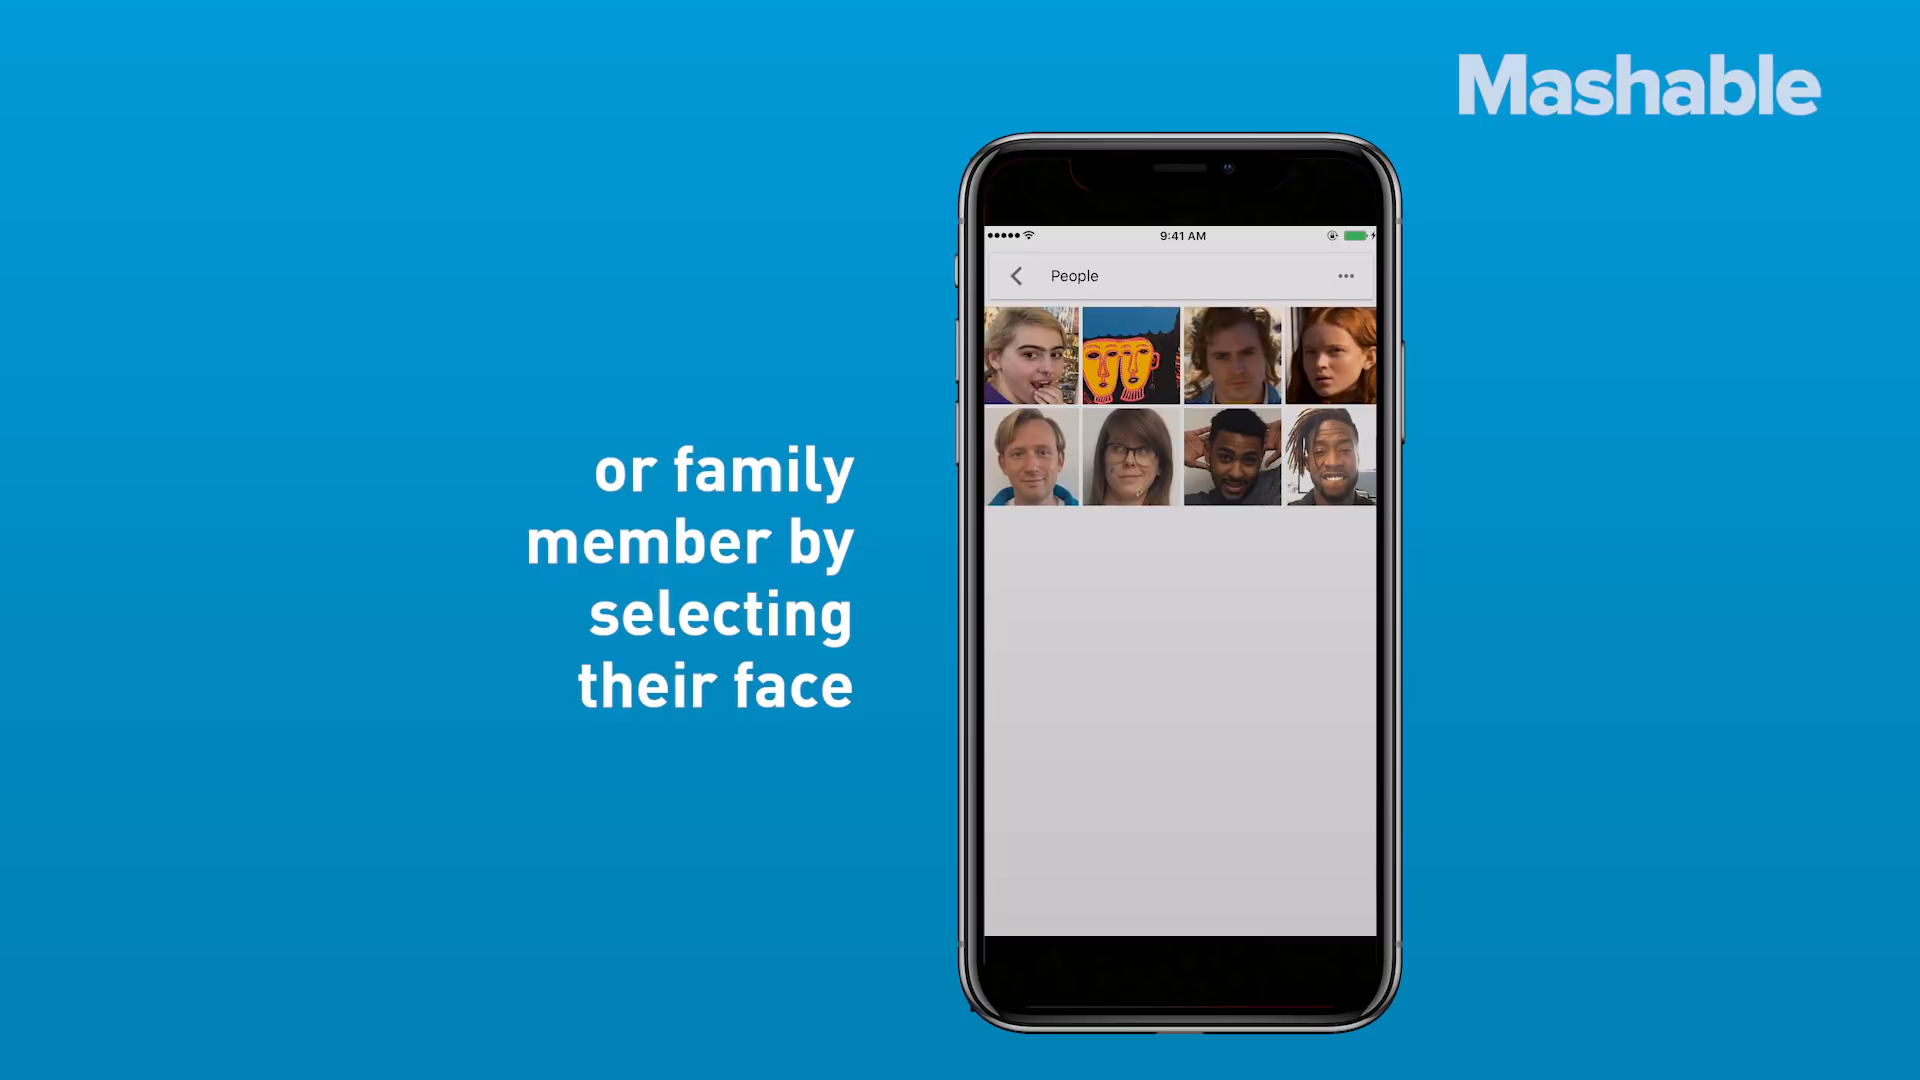 Mashable
9:41 AM
People
or family
member by
selecting
their face